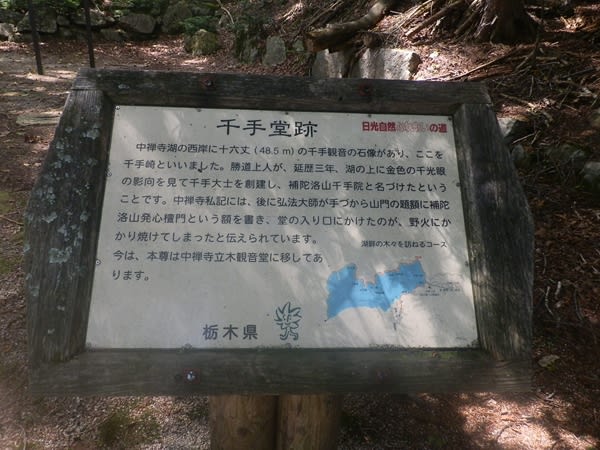 千手堂跡
日光自然ふれあいの道
中禅寺湖の西岸に十六丈（48.5ｍ）の千手観音の石像があり、ここを
千手崎といいました。勝道上人が、延歴三年、湖の上に金色の千光眼
の影向を見て千手大士を創建し、補陀洛山千手院と名づけたという
ことです。中禅寺私記には、後に弘法大師が手づから山門の題額に補陀
洛山発心檀門という額を書き、堂の入り口にかけたのが、野火にか
かり焼けてしまったと伝えられています。
湖畔の木々を訪ねるコース
今は、本尊は中禅寺立木観音堂に移してあ
ります。
栃木県